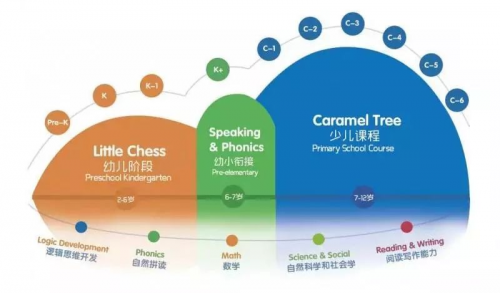 Pre-K
K
K-1
K+
C-1
C-2
C-3
C-4
C-5
C-6
Little Chess
幼儿阶段
Preschool Kindergarten
Speaking
& Phonics
幼小衔接
Pre-elementary
Caramel Tree
少儿课程
Primary School Course
2-6岁
6-7岁
7-12岁
Logic Development
逻辑思维开发
Phonics
自然拼读
Math
数学
Science & Social
自然科学和社会学
Reading & Writing
阅读写作能力